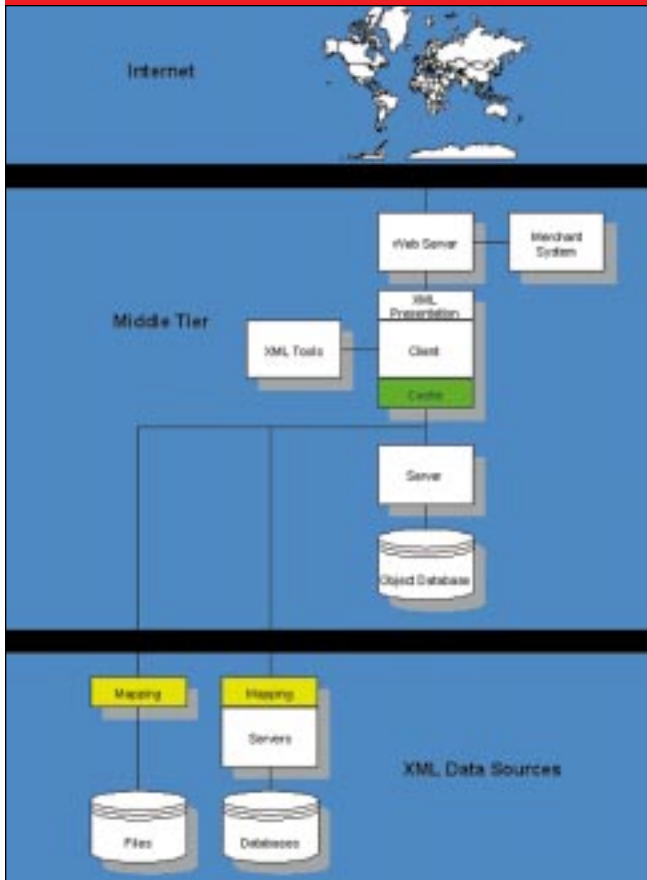 Internet
Web Server
Merchant
System
XML
Presentation
Middle Tier
XML Tools
Client
Cache
Server
Object Database
Mapping
Mapping
Servers
XML Data Sources
Files
Databases